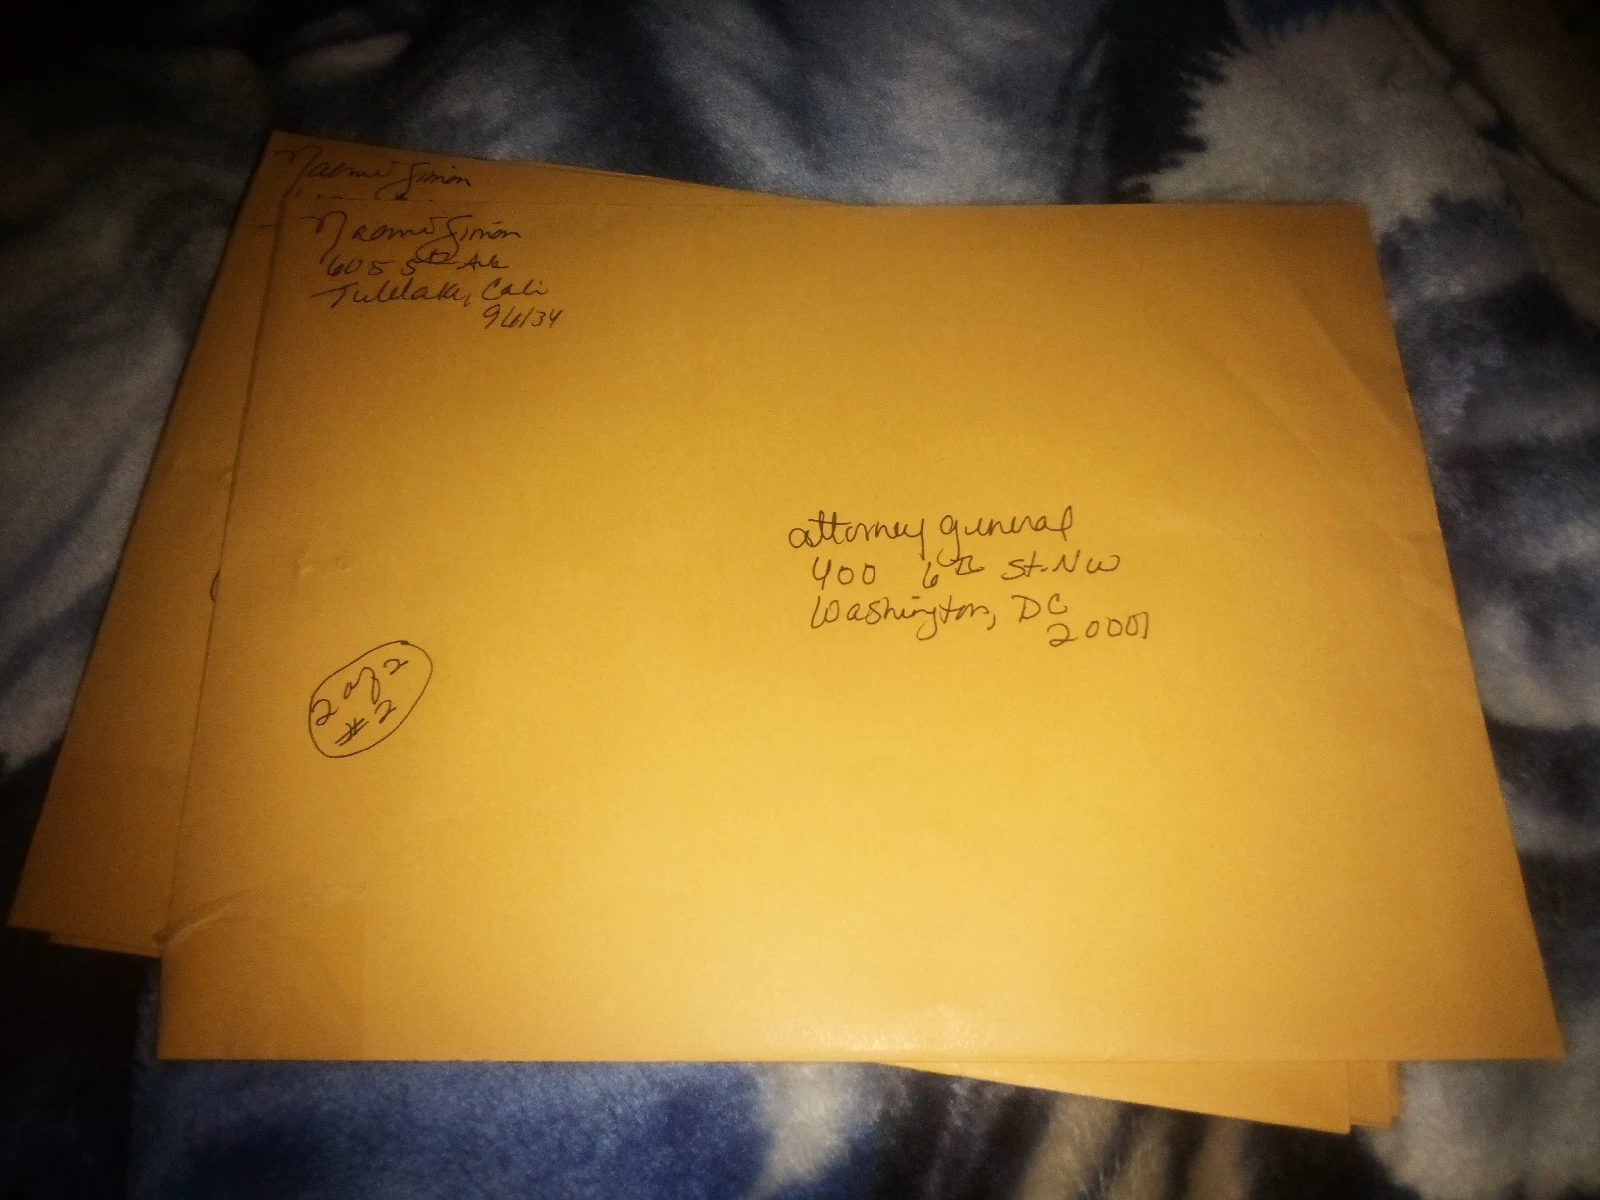 Naomi Simon
Naomi Simon
605 5th Ave
Tulelake, Cali
96134
attorney general
400 6th St. NW
Washington, DC
20001
2 of 2
#2